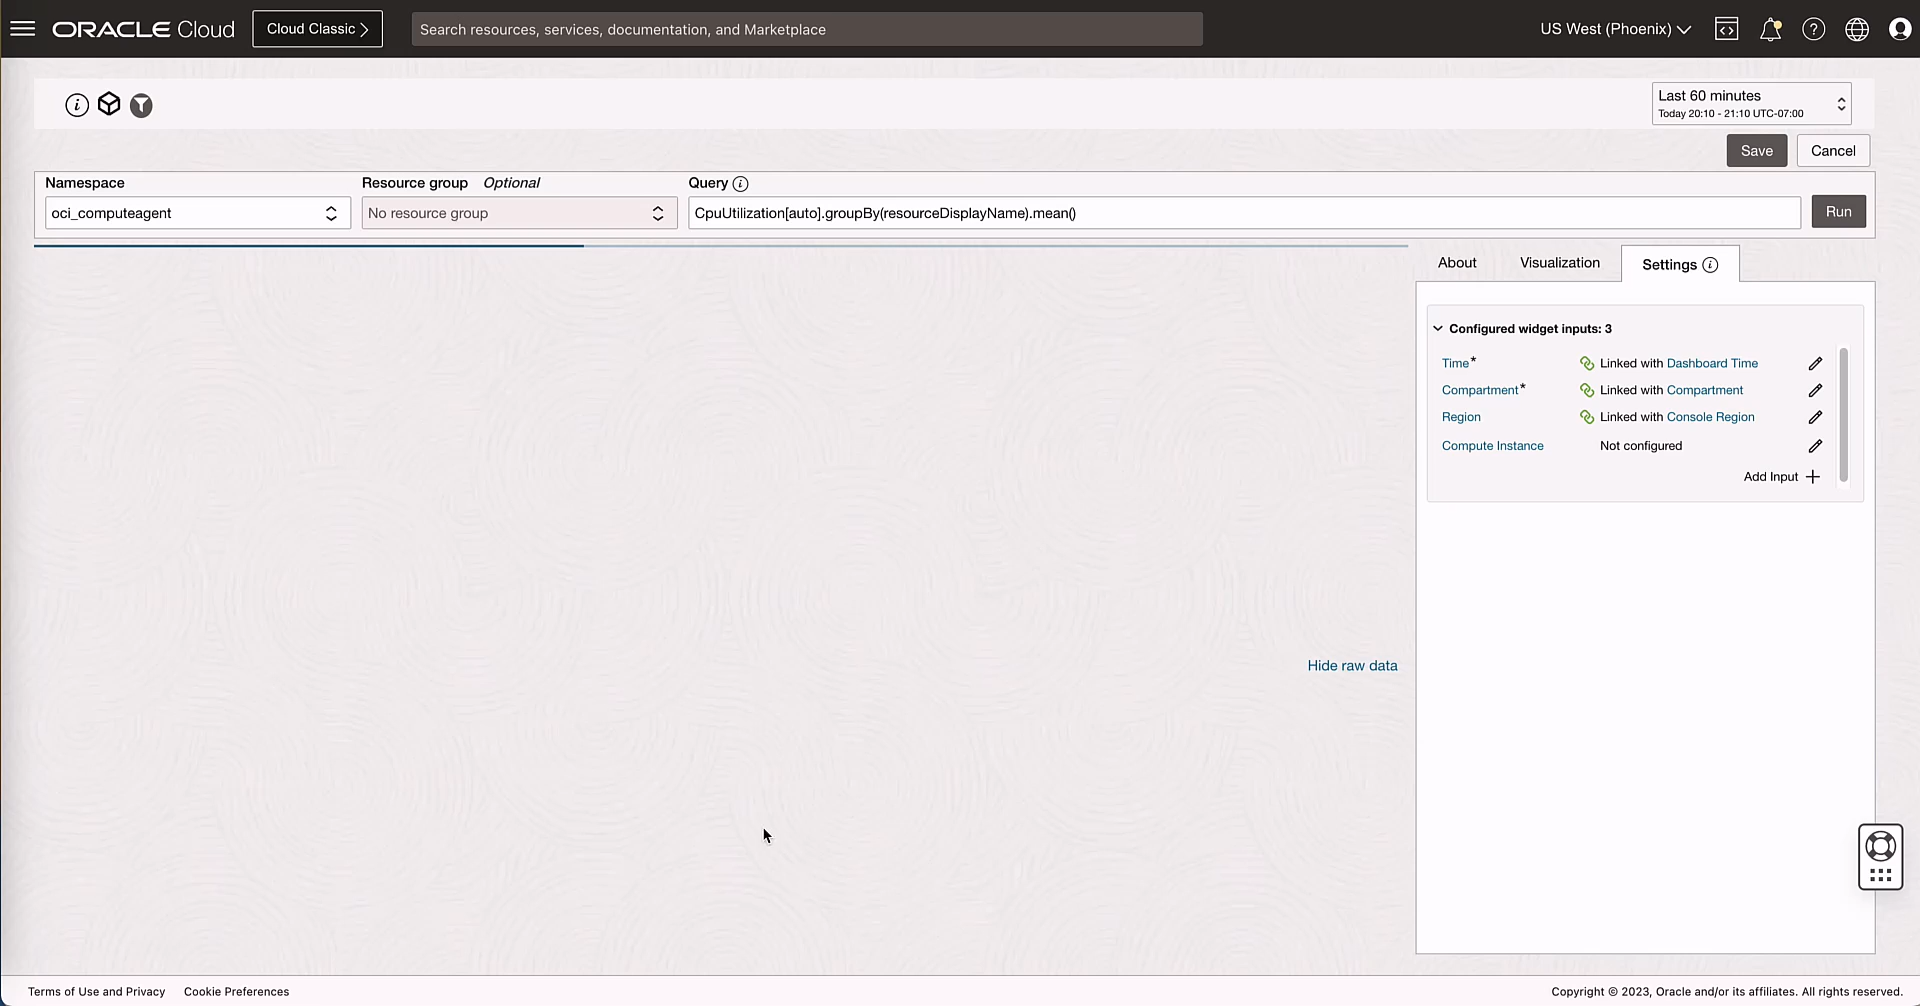 ORACLE Cloud
Cloud Classic
Search resources, services, documentation, and Marketplace
US West (Phoenix)
Last 60 minutes
Today 20:10 - 21:10 UTC-07:00
Save
Cancel
Namespace
Resource group Optional
Query
oci_computeagent
No resource group
CpuUtilization[auto].groupBy(resourceDisplayName).mean()
Run
About
Visualization
Settings
Configured widget inputs: 3
Time* Linked with Dashboard Time
Compartment* Linked with Compartment
Region Linked with Console Region
Compute Instance Not configured
Add Input
Hide raw data
Terms of Use and Privacy
Cookie Preferences
Copyright © 2023, Oracle and/or its affiliates. All rights reserved.